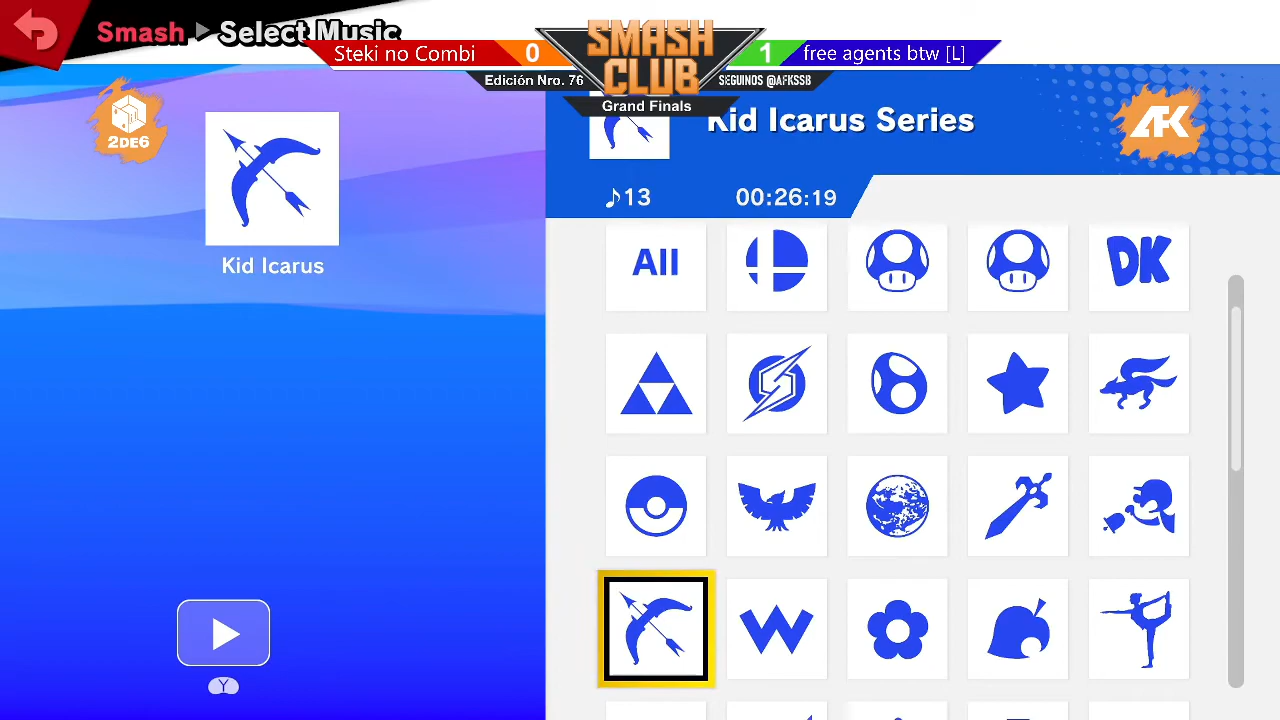 Smash ▶ Select Music
Steki no Combi 0
SMASH CLUB
1 free agents btw [L]
Edición Nro. 76
SEGUINOS @AFKSSB
Grand Finals
2DE6
Kid Icarus
Kid Icarus Series
AFK
♪13 00:26:19
All
DK
Y